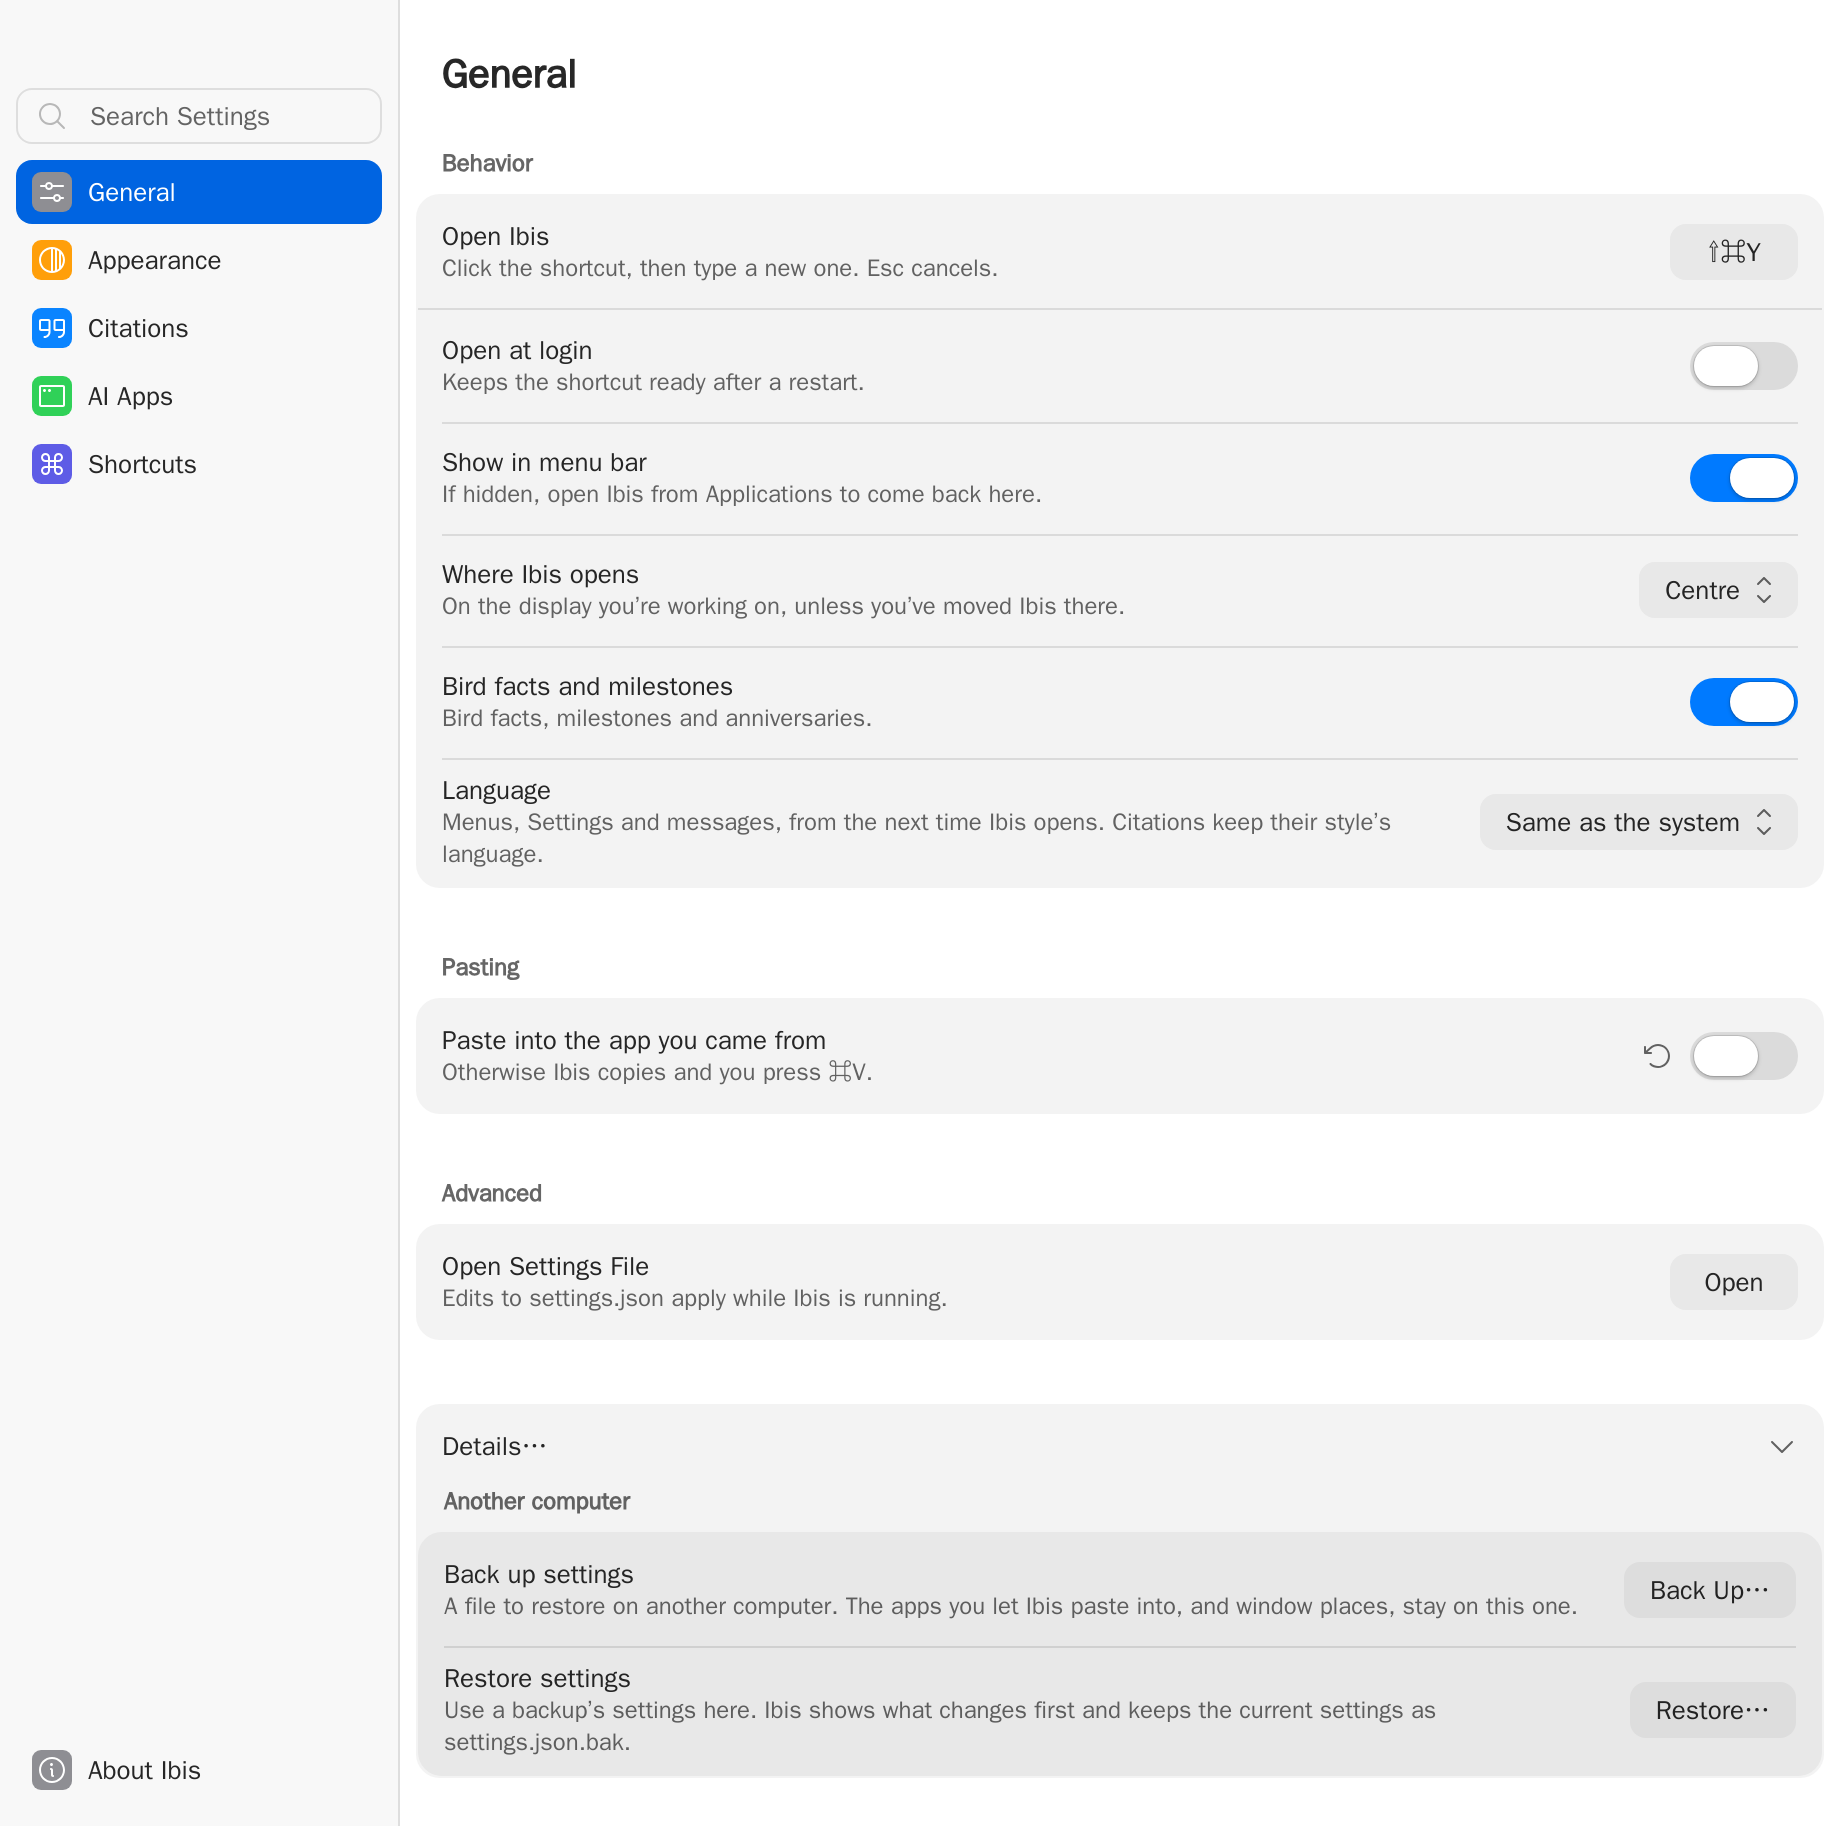 Search Settings
General
Appearance
Citations
AI Apps
Shortcuts
About Ibis
General
Behavior
Open Ibis
Click the shortcut, then type a new one. Esc cancels.
⇧⌘Y
Open at login
Keeps the shortcut ready after a restart.
Show in menu bar
If hidden, open Ibis from Applications to come back here.
Where Ibis opens
On the display you’re working on, unless you’ve moved Ibis there.
Centre
Bird facts and milestones
Bird facts, milestones and anniversaries.
Language
Menus, Settings and messages, from the next time Ibis opens. Citations keep their style’s
language.
Same as the system
Pasting
Paste into the app you came from
Otherwise Ibis copies and you press ⌘V.
Advanced
Open Settings File
Edits to settings.json apply while Ibis is running.
Open
Details…
Another computer
Back up settings
A file to restore on another computer. The apps you let Ibis paste into, and window places, stay on this one.
Back Up…
Restore settings
Use a backup’s settings here. Ibis shows what changes first and keeps the current settings as
settings.json.bak.
Restore…